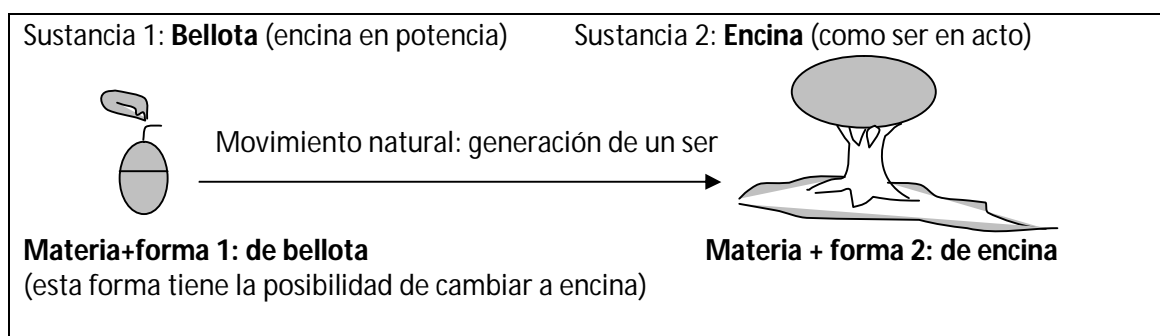 Sustancia 1: Bellota (encina en potencia) Sustancia 2: Encina (como ser en acto)
Movimiento natural: generación de un ser
Materia+forma 1: de bellota Materia + forma 2: de encina
(esta forma tiene la posibilidad de cambiar a encina)